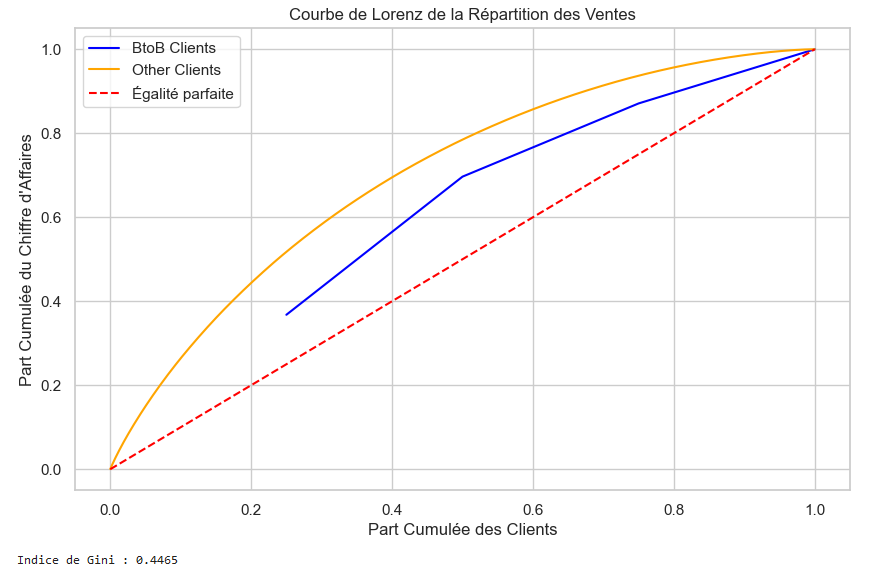 Courbe de Lorenz de la Répartition des Ventes
BtoB Clients
Other Clients
Égalité parfaite
Part Cumulée du Chiffre d'Affaires
1.0
0.8
0.6
0.4
0.2
0.0
0.0 0.2 0.4 0.6 0.8 1.0
Part Cumulée des Clients
Indice de Gini : 0.4465